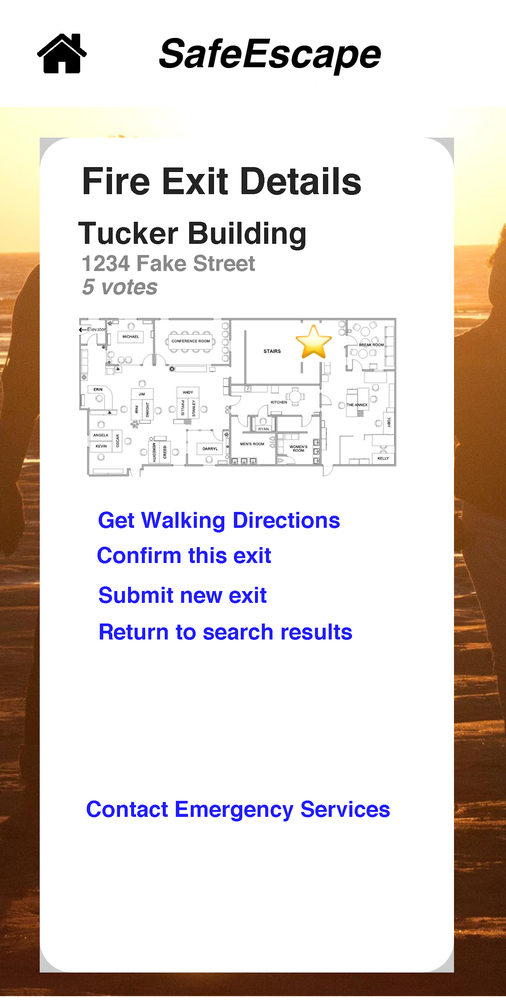 SafeEscape
Fire Exit Details
Tucker Building
1234 Fake Street
5 votes
Elevator
MICHAEL
CONFERENCE ROOM
STAIRS
BREAK ROOM
ERIN
JIM
PAM
DWIGHT
ANDY
PHYLLIS
STANLEY
KITCHEN
THE ANNEX
TOBY
RYAN
ANGELA
KEVIN
OSCAR
MEREDITH
CREED
DARRYL
MEN'S ROOM
WOMEN'S
ROOM
KELLY
Get Walking Directions
Confirm this exit
Submit new exit
Return to search results
Contact Emergency Services